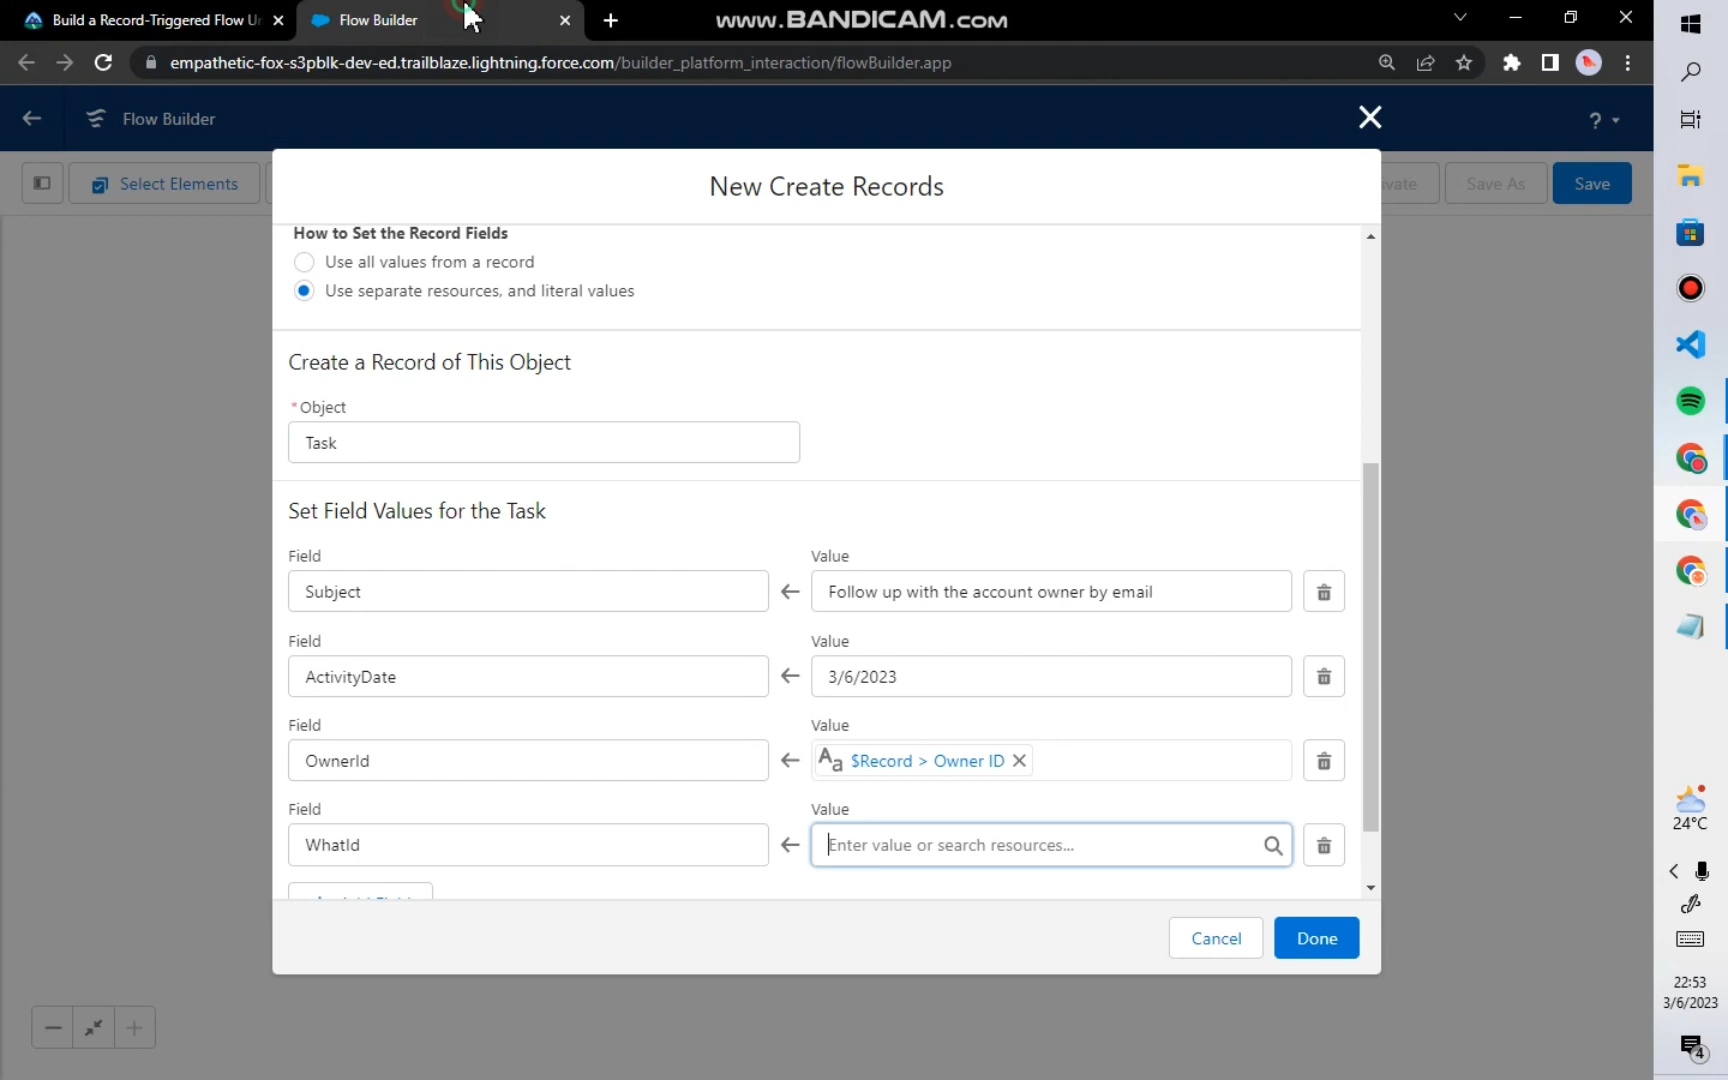 Build a Record-Triggered Flow Ur
Flow Builder
www.BANDICAM.com
empathetic-fox-s3pblk-dev-ed.trailblaze.lightning.force.com/builder_platform_interaction/flowBuilder.app
Flow Builder
?
Select Elements
vate
Save As
Save
New Create Records
How to Set the Record Fields
Use all values from a record
Use separate resources, and literal values
Create a Record of This Object
* Object
Task
Set Field Values for the Task
Field
Value
Subject
Follow up with the account owner by email
Field
Value
ActivityDate
3/6/2023
Field
Value
OwnerId
Aa $Record > Owner ID
Field
Value
WhatId
Enter value or search resources...
Cancel
Done
24°C
22:53
3/6/2023
4